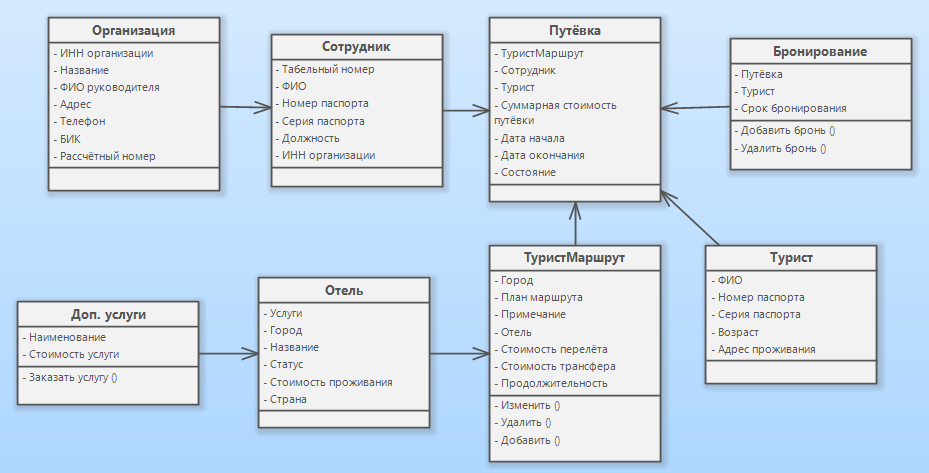 Организация
- ИНН организации
- Название
- ФИО руководителя
- Адрес
- Телефон
- БИК
- Рассчётный номер
Сотрудник
- Табельный номер
- ФИО
- Номер паспорта
- Серия паспорта
- Должность
- ИНН организации
Путёвка
- ТуристМаршрут
- Сотрудник
- Турист
- Суммарная стоимость
путёвки
- Дата начала
- Дата окончания
- Состояние
Бронирование
- Путёвка
- Турист
- Срок бронирования
- Добавить бронь ()
- Удалить бронь ()
Доп. услуги
- Наименование
- Стоимость услуги
- Заказать услугу ()
Отель
- Услуги
- Город
- Название
- Статус
- Стоимость проживания
- Страна
ТуристМаршрут
- Город
- План маршрута
- Примечание
- Отель
- Стоимость перелёта
- Стоимость трансфера
- Продолжительность
- Изменить ()
- Удалить ()
- Добавить ()
Турист
- ФИО
- Номер паспорта
- Серия паспорта
- Возраст
- Адрес проживания